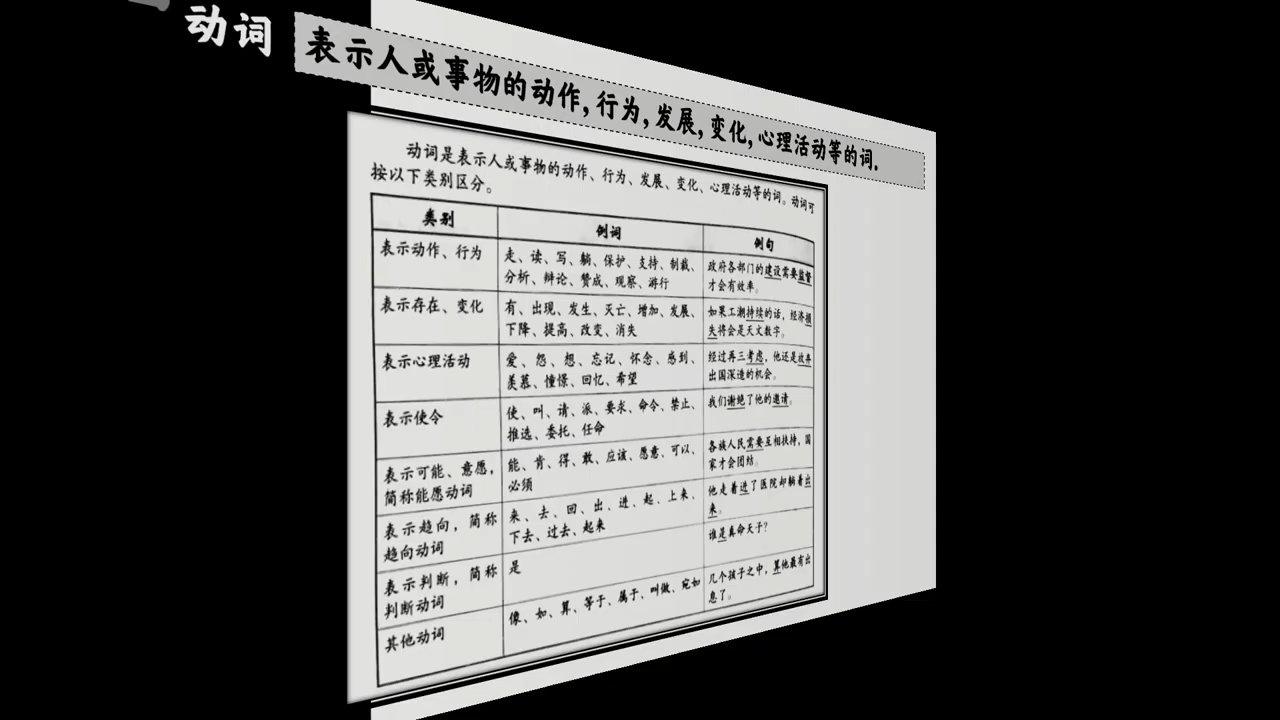 动词
表示人或事物的动作,行为,发展,变化,心理活动等的词.
动词是表示人或事物的动作、行为、发展、变化、心理活动等的词。动词可
按以下类别区分。
类别 例词 例句
表示动作、行为
走、读、写、躺、保护、支持、制裁、
分析、辩论、赞成、观察、游行
政府各部门的建设需要监督
才会有效率。
表示存在、变化
有、出现、发生、灭亡、增加、发展、
下降、提高、改变、消失
如果工潮持续的话，经济损
失将会是天文数字。
表示心理活动
爱、怨、想、忘记、怀念、感到、
羡慕、憧憬、回忆、希望
经过再三考虑，他还是放弃
出国深造的机会。
表示使令
使、叫、请、派、要求、命令、禁止、
推选、委托、任命
我们谢绝了他的邀请。
表示可能、意愿，
简称能愿动词
能、肯、得、敢、应该、愿意、可以、
必须
各族人民需要互相扶持，国
家才会团结。
表示趋向，简称
趋向动词
来、去、回、出、进、起、上来、
下去、过去、起来
他走着进了医院却躺着出
来。
表示判断，简称
判断动词
是
谁是真命天子？
其他动词
像、如、算、等于、属于、叫做、宛如
几个孩子之中，算他最有出
息了。